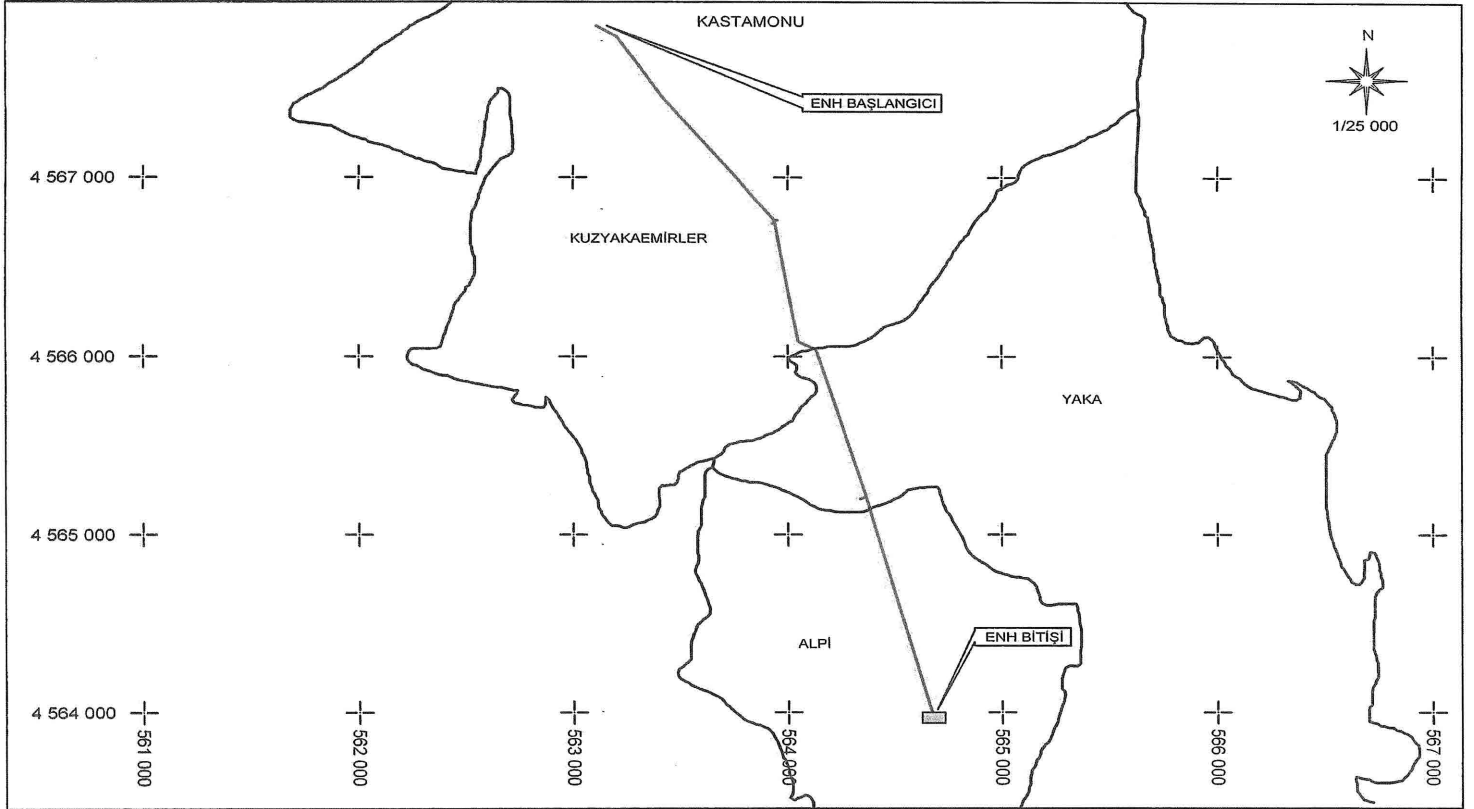 KASTAMONU
N
ENH BAŞLANGICI
1/25 000
4 567 000
KUZYAKAEMİRLER
4 566 000
YAKA
4 565 000
ENH BİTİŞİ
ALPİ
4 564 000
561 000
562 000
563 000
564 000
565 000
566 000
567 000